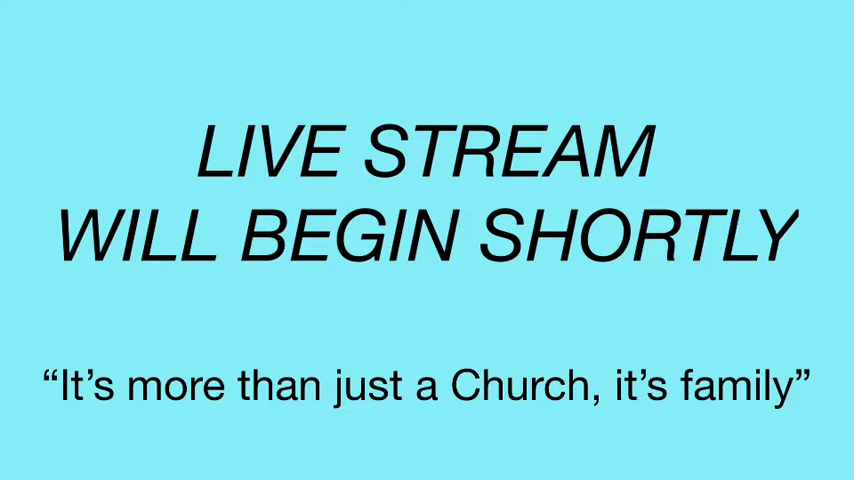 LIVE STREAM
WILL BEGIN SHORTLY
“It’s more than just a Church, it’s family”